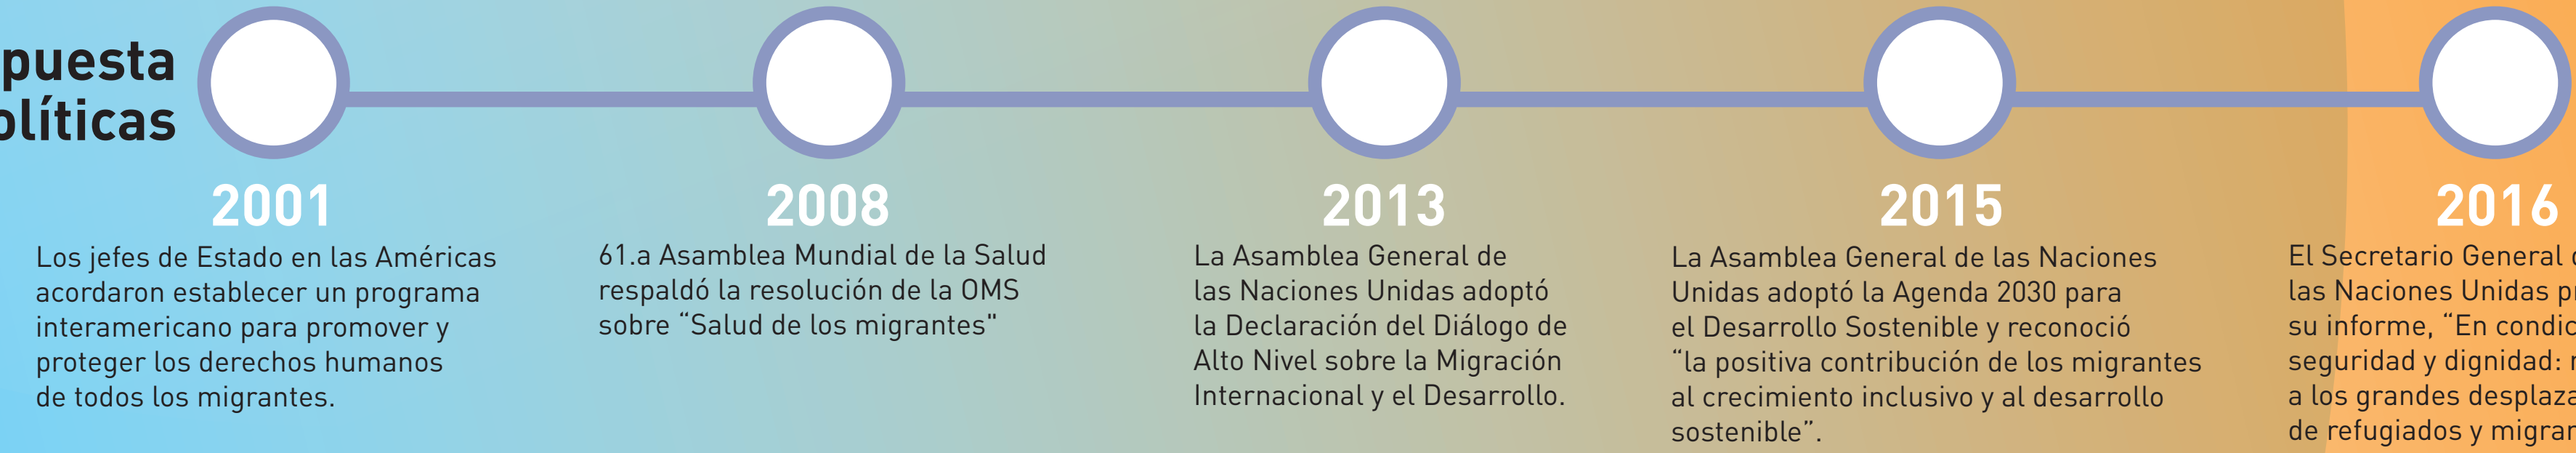 puesta
olíticas
2001
Los jefes de Estado en las Américas
acordaron establecer un programa
interamericano para promover y
proteger los derechos humanos
de todos los migrantes.
2008
61.a Asamblea Mundial de la Salud
respaldó la resolución de la OMS
sobre “Salud de los migrantes"
2013
La Asamblea General de
las Naciones Unidas adoptó
la Declaración del Diálogo de
Alto Nivel sobre la Migración
Internacional y el Desarrollo.
2015
La Asamblea General de las Naciones
Unidas adoptó la Agenda 2030 para
el Desarrollo Sostenible y reconoció
“la positiva contribución de los migrantes
al crecimiento inclusivo y al desarrollo
sostenible”.
2016
El Secretario General
las Naciones Unidas
su informe, “En
seguridad y dignidad:
a los grandes
de refugiados y